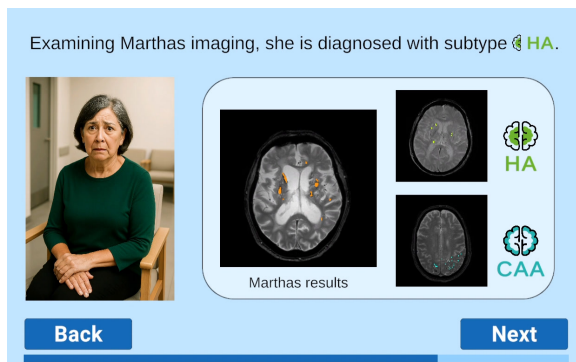 Examining Marthas imaging, she is diagnosed with subtype HA.
HA
Marthas results
CAA
Back
Next